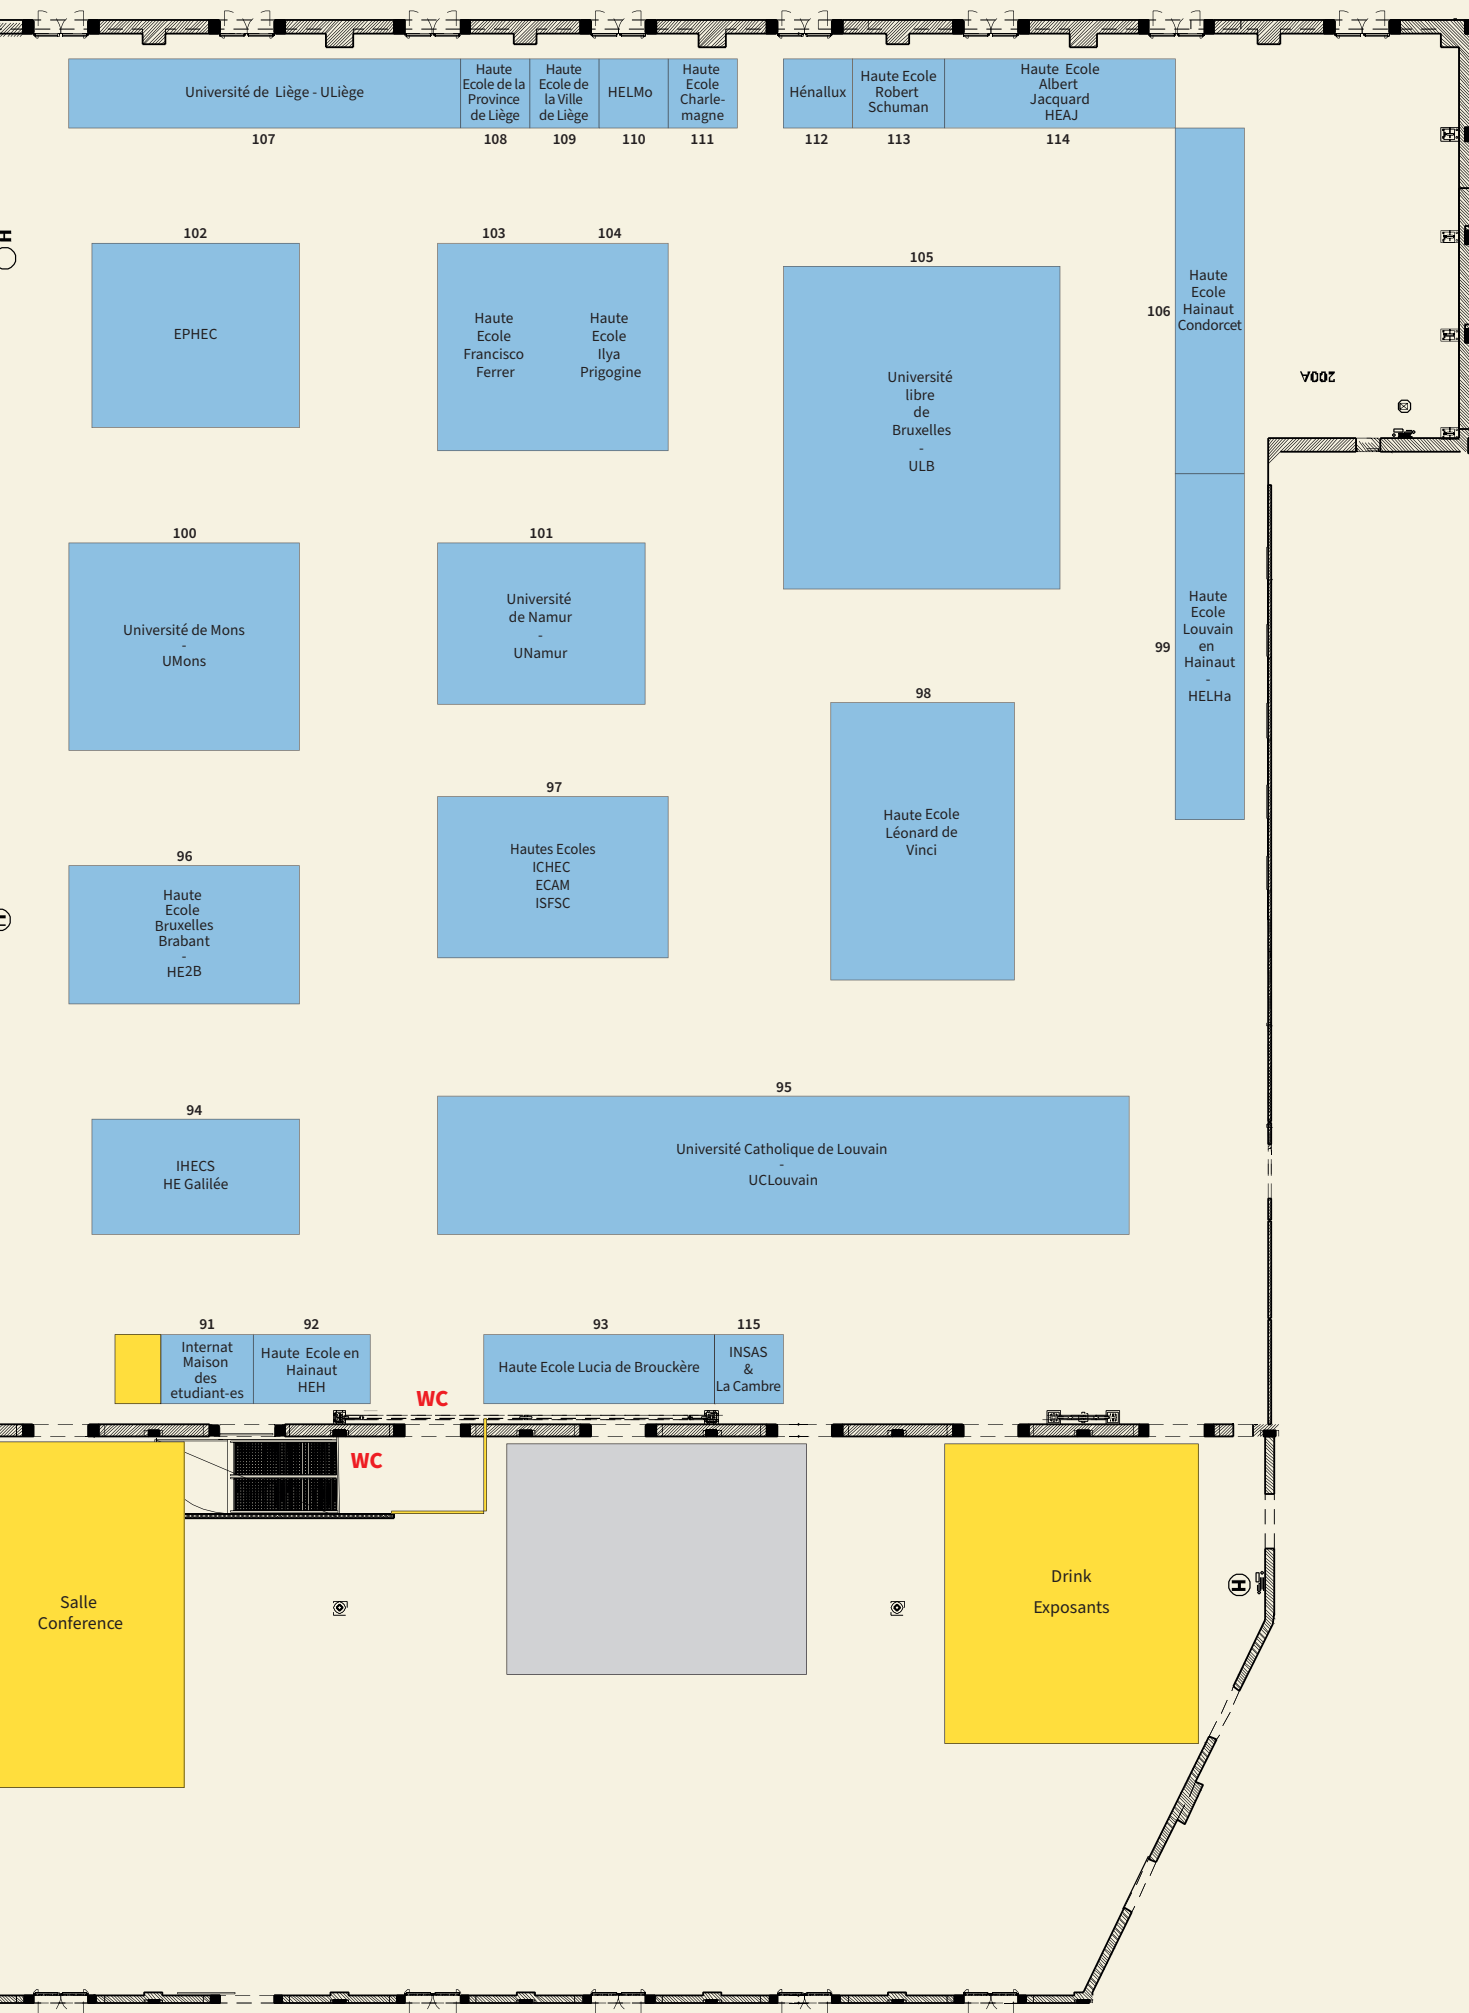 Université de Liège - ULiège
107
Haute
Ecole de la
Province
de Liège
108
Haute
Ecole de
la Ville
de Liège
109
HELMo
110
Haute
Ecole
Charle-
magne
111
Hénallux
112
Haute Ecole
Robert
Schuman
113
Haute Ecole
Albert
Jacquard
HEAJ
114
H
102
EPHEC
103
Haute
Ecole
Francisco
Ferrer
104
Haute
Ecole
Ilya
Prigogine
105
Université
libre
de
Bruxelles
-
ULB
106
Haute
Ecole
Hainaut
Condorcet
200A
100
Université de Mons
-
UMons
101
Université
de Namur
-
UNamur
99
Haute
Ecole
Louvain
en
Hainaut
-
HELHa
98
Haute Ecole
Léonard de
Vinci
97
Hautes Ecoles
ICHEC
ECAM
ISFSC
96
Haute
Ecole
Bruxelles
Brabant
-
HE2B
H
94
IHECS
HE Galilée
95
Université Catholique de Louvain
-
UCLouvain
91
Internat
Maison
des
etudiant-es
92
Haute Ecole en
Hainaut
HEH
93
Haute Ecole Lucia de Brouckère
115
INSAS
&
La Cambre
WC
WC
Salle
Conference
Drink
Exposants
H